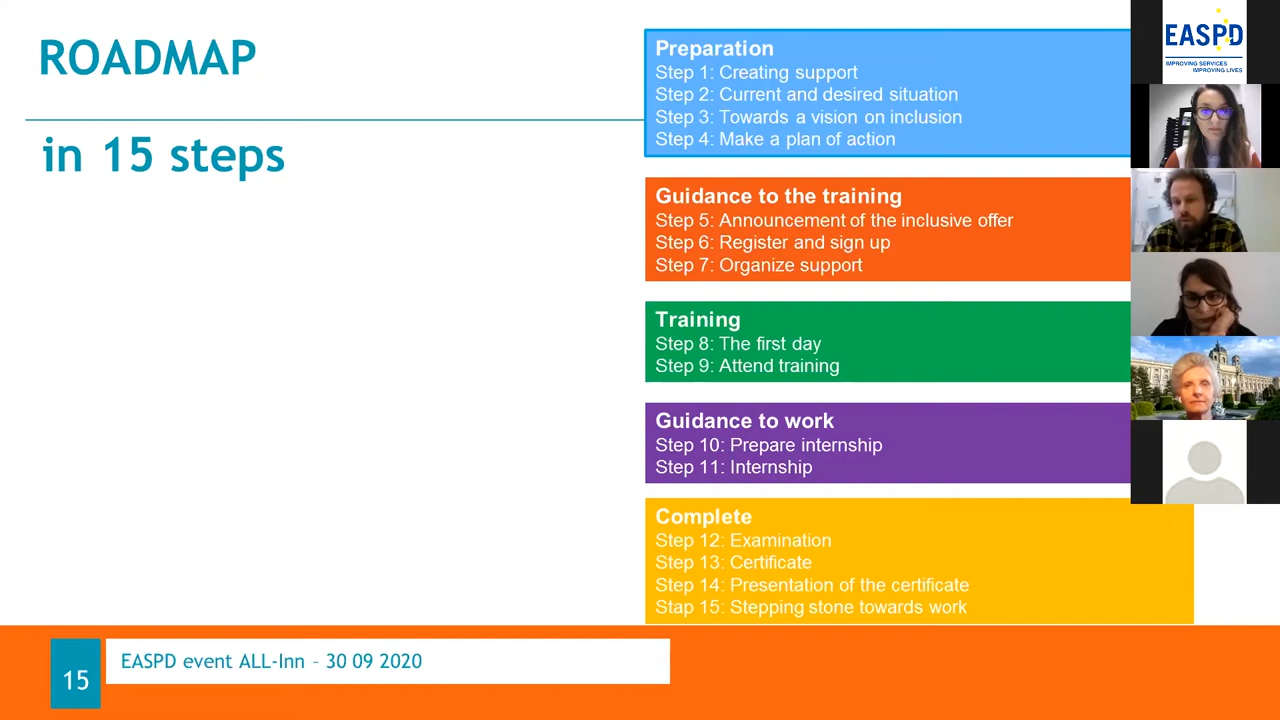 ROADMAP
in 15 steps
Preparation
Step 1: Creating support
Step 2: Current and desired situation
Step 3: Towards a vision on inclusion
Step 4: Make a plan of action
Guidance to the training
Step 5: Announcement of the inclusive offer
Step 6: Register and sign up
Step 7: Organize support
Training
Step 8: The first day
Step 9: Attend training
Guidance to work
Step 10: Prepare internship
Step 11: Internship
Complete
Step 12: Examination
Step 13: Certificate
Step 14: Presentation of the certificate
Stap 15: Stepping stone towards work
EASPD
IMPROVING SERVICES
IMPROVING LIVES
15
EASPD event ALL-Inn – 30 09 2020